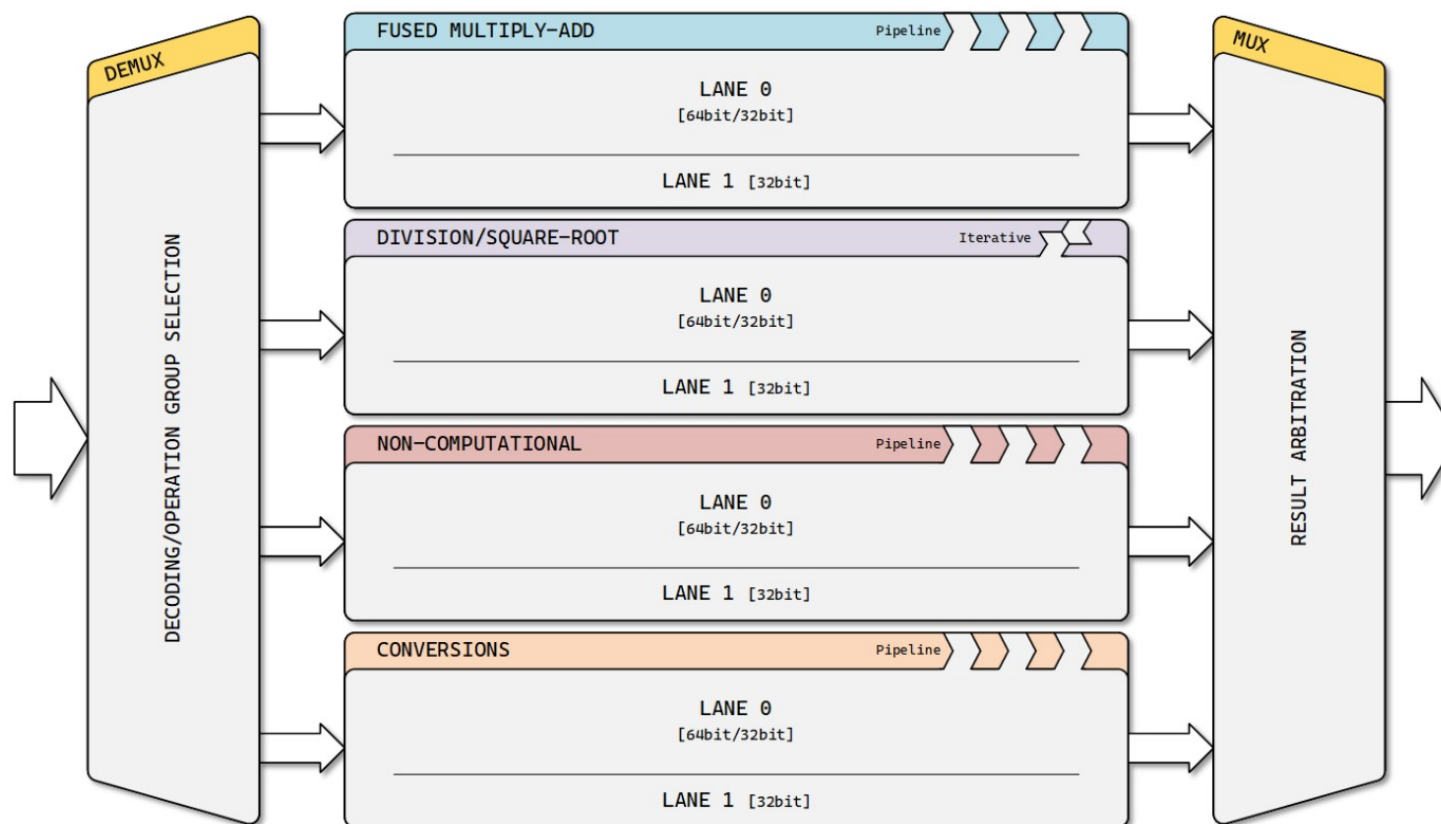 DEMUX
DECODING/OPERATION GROUP SELECTION
FUSED MULTIPLY-ADD Pipeline
LANE 0
[64bit/32bit]
LANE 1 [32bit]
DIVISION/SQUARE-ROOT Iterative
LANE 0
[64bit/32bit]
LANE 1 [32bit]
NON-COMPUTATIONAL Pipeline
LANE 0
[64bit/32bit]
LANE 1 [32bit]
CONVERSIONS Pipeline
LANE 0
[64bit/32bit]
LANE 1 [32bit]
MUX
RESULT ARBITRATION